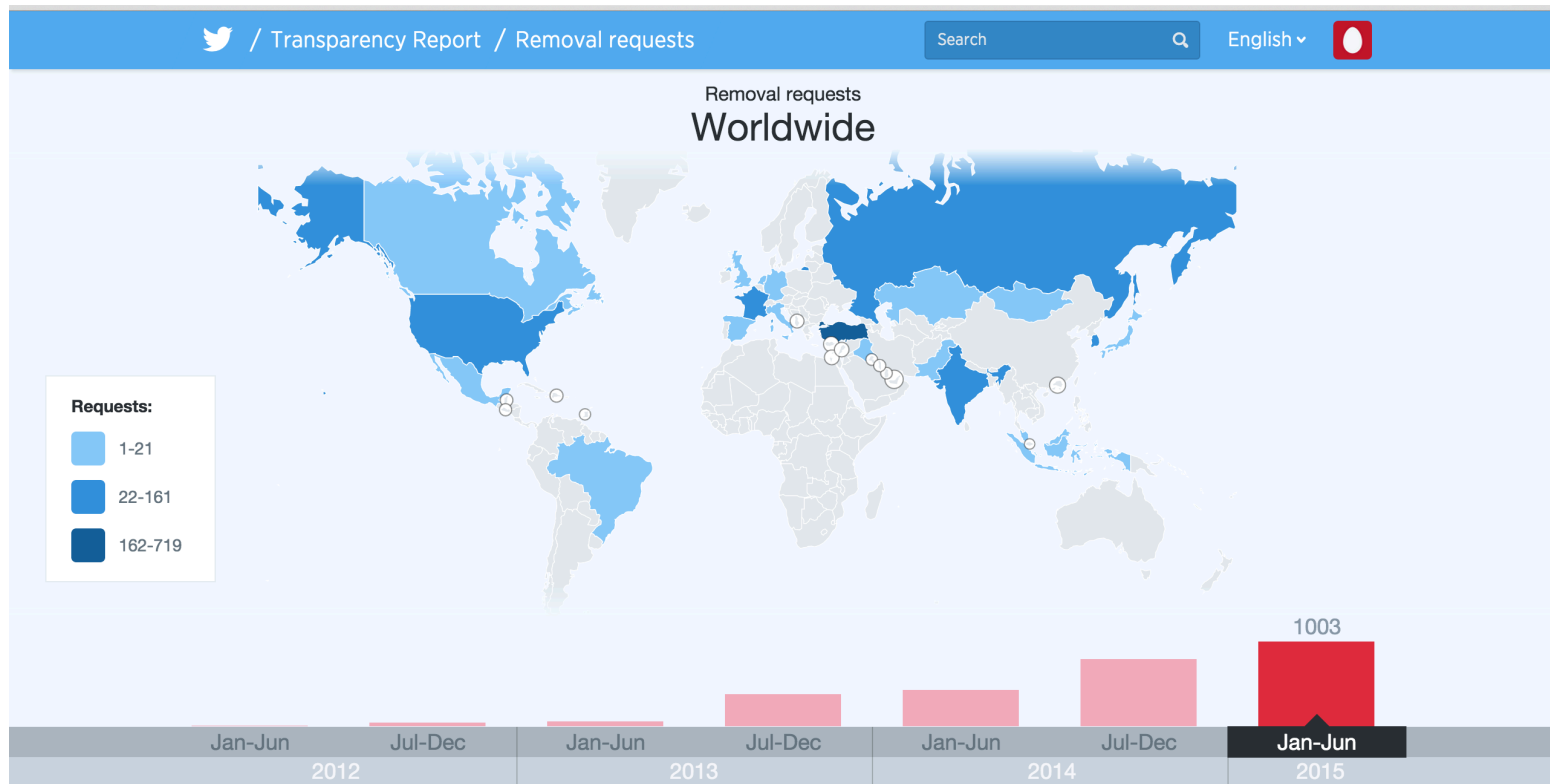 / Transparency Report / Removal requests
Search
English
Removal requests
Worldwide
Requests:
1-21
22-161
162-719
1003
Jan-Jun Jul-Dec Jan-Jun Jul-Dec Jan-Jun Jul-Dec Jan-Jun
2012 2013 2014 2015